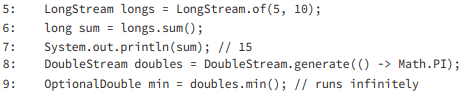 5: LongStream longs = LongStream.of(5, 10);
6: long sum = longs.sum();
7: System.out.println(sum); // 15
8: DoubleStream doubles = DoubleStream.generate(() -> Math.PI);
9: OptionalDouble min = doubles.min(); // runs infinitely